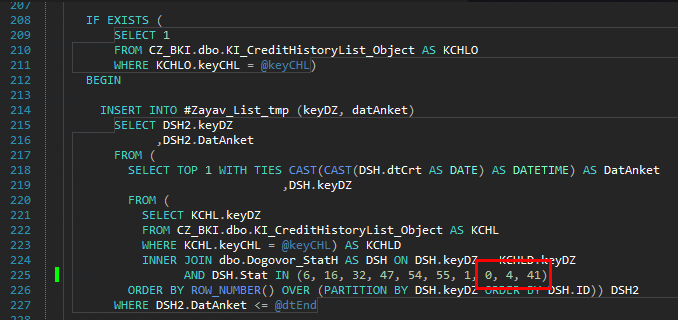 207
208 IF EXISTS (
209 SELECT 1
210 FROM CZ_BKI.dbo.KI_CreditHistoryList_Object AS KCHLO
211 WHERE KCHLO.keyCHL = @keyCHL)
212 BEGIN
213
214 INSERT INTO #Zayav_List_tmp (keyDZ, datAnket)
215 SELECT DSH2.keyDZ
216 ,DSH2.DatAnket
217 FROM (
218 SELECT TOP 1 WITH TIES CAST(CAST(DSH.dtCrt AS DATE) AS DATETIME) AS DatAnket
219 ,DSH.keyDZ
220 FROM (
221 SELECT KCHL.keyDZ
222 FROM CZ_BKI.dbo.KI_CreditHistoryList_Object AS KCHL
223 WHERE KCHL.keyCHL = @keyCHL) AS KCHLD
224 INNER JOIN dbo.Dogovor_StatH AS DSH ON DSH.keyDZ = KCHLD.keyDZ
225 AND DSH.Stat IN (6, 16, 32, 47, 54, 55, 1, 0, 4, 41)
226 ORDER BY ROW_NUMBER() OVER (PARTITION BY DSH.keyDZ ORDER BY DSH.ID)) DSH2
227 WHERE DSH2.DatAnket <= @dtEnd